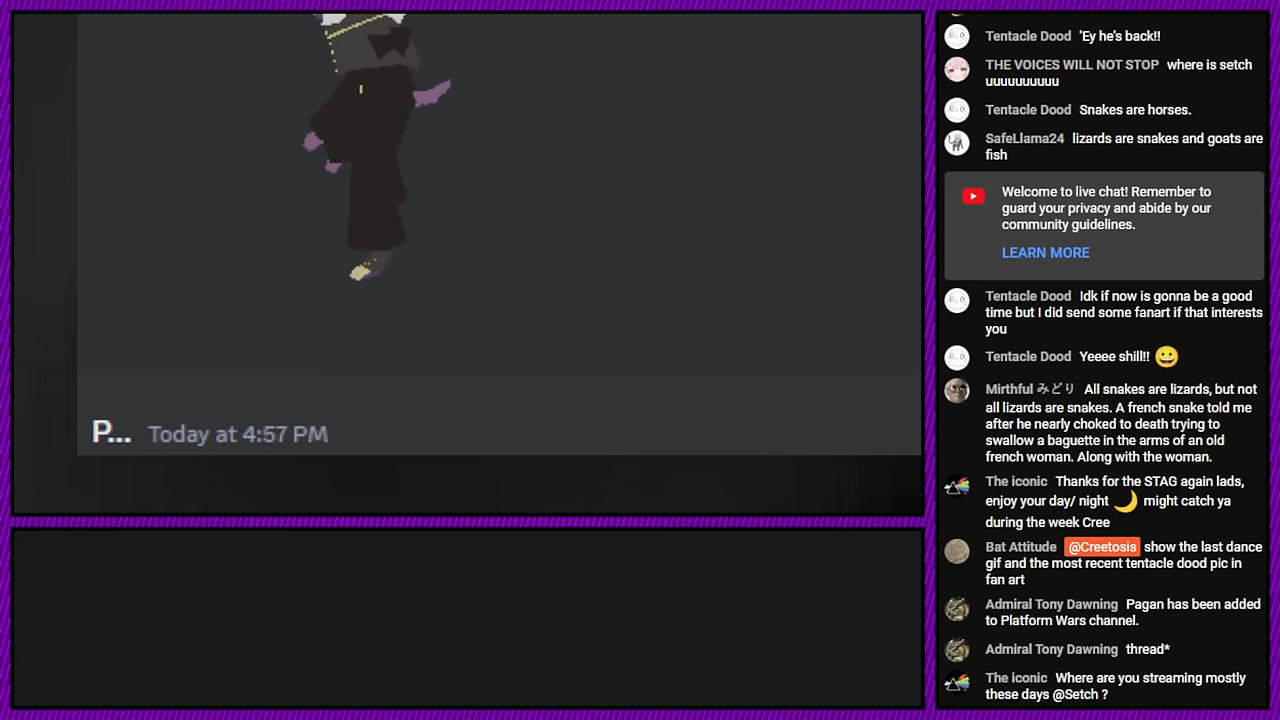 P... Today at 4:57 PM
Tentacle Dood 'Ey he's back!!
THE VOICES WILL NOT STOP where is setch
uuuuuuuuuu
Tentacle Dood Snakes are horses.
SafeLlama24 lizards are snakes and goats are
fish
Welcome to live chat! Remember to
guard your privacy and abide by our
community guidelines.
LEARN MORE
Tentacle Dood Idk if now is gonna be a good
time but I did send some fanart if that interests
you
Tentacle Dood Yeeee shill!! 😀
Mirthful みどり All snakes are lizards, but not
all lizards are snakes. A french snake told me
after he nearly choked to death trying to
swallow a baguette in the arms of an old
french woman. Along with the woman.
The iconic Thanks for the STAG again lads,
enjoy your day/ night 🌙 might catch ya
during the week Cree
Bat Attitude @Creetosis show the last dance
gif and the most recent tentacle dood pic in
fan art
Admiral Tony Dawning Pagan has been added
to Platform Wars channel.
Admiral Tony Dawning thread*
The iconic Where are you streaming mostly
these days @Setch ?